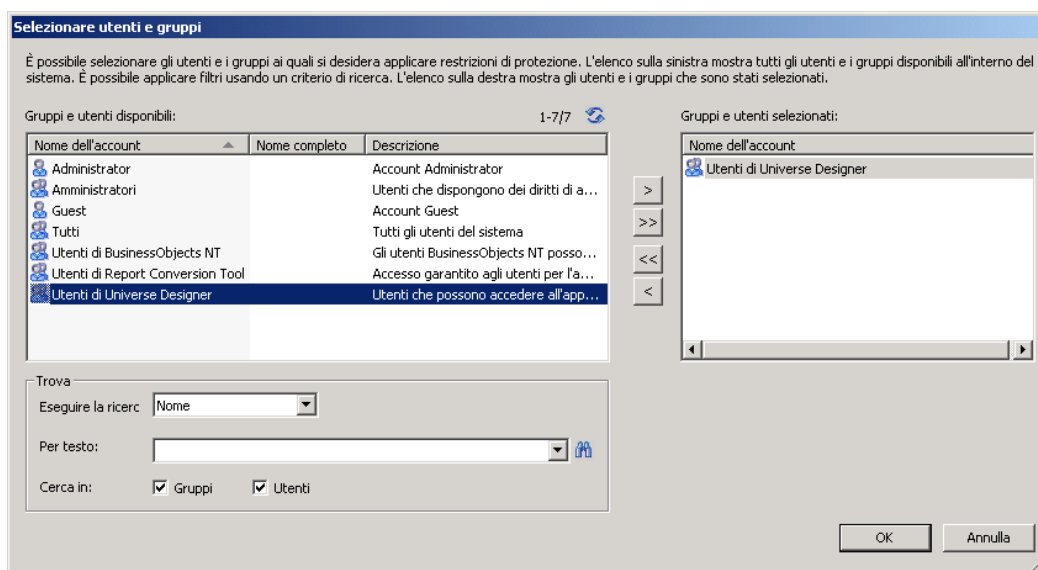 Selezionare utenti e gruppi
È possibile selezionare gli utenti e i gruppi ai quali si desidera applicare restrizioni di protezione. L'elenco sulla sinistra mostra tutti gli utenti e i gruppi disponibili all'interno del
sistema. È possibile applicare filtri usando un criterio di ricerca. L'elenco sulla destra mostra gli utenti e i gruppi che sono stati selezionati.
Gruppi e utenti disponibili: 1-7/7 Gruppi e utenti selezionati:
Nome dell'account Nome completo Descrizione Nome dell'account
Administrator Account Administrator Utenti di Universe Designer
Amministratori Utenti che dispongono dei diritti di a... >
Guest Account Guest
Tutti Tutti gli utenti del sistema >>
Utenti di BusinessObjects NT Gli utenti BusinessObjects NT posso... <<
Utenti di Report Conversion Tool Accesso garantito agli utenti per l'a...
Utenti di Universe Designer Utenti che possono accedere all'app... <
Trova
Eseguire la ricerc Nome
Per testo:
Cerca in: Gruppi Utenti
OK Annulla